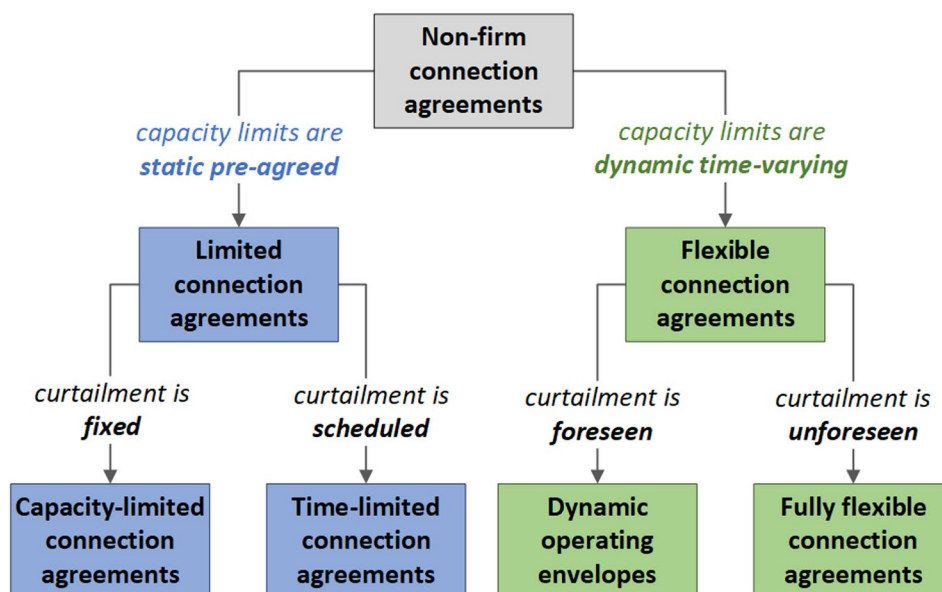 Non-firm
connection
agreements
capacity limits are
static pre-agreed
capacity limits are
dynamic time-varying
Limited
connection
agreements
Flexible
connection
agreements
curtailment is
fixed
curtailment is
scheduled
curtailment is
foreseen
curtailment is
unforeseen
Capacity-limited
connection
agreements
Time-limited
connection
agreements
Dynamic
operating
envelopes
Fully flexible
connection
agreements